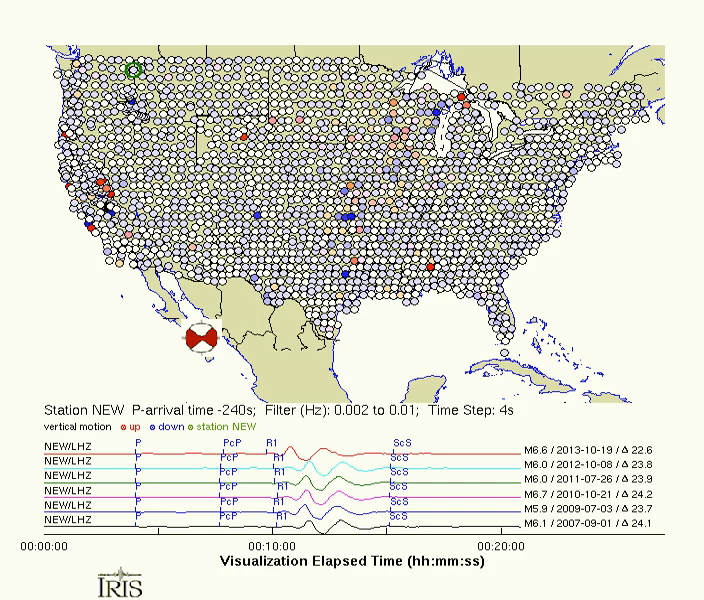 Station NEW P-arrival time -240s; Filter (Hz): 0.002 to 0.01; Time Step: 4s
vertical motion up down station NEW
NEW/LHZ P PcP R1 ScS M6.6 / 2013-10-19 / Δ 22.6
NEW/LHZ P PcP R1 ScS M6.0 / 2012-10-08 / Δ 23.8
NEW/LHZ P PcP R1 ScS M6.0 / 2011-07-26 / Δ 23.9
NEW/LHZ P PcP R1 ScS M6.7 / 2010-10-21 / Δ 24.2
NEW/LHZ P PcP R1 ScS M5.9 / 2009-07-03 / Δ 23.7
NEW/LHZ P PcP R1 ScS M6.1 / 2007-09-01 / Δ 24.1
00:00:00 00:10:00 00:20:00
Visualization Elapsed Time (hh:mm:ss)
IRIS